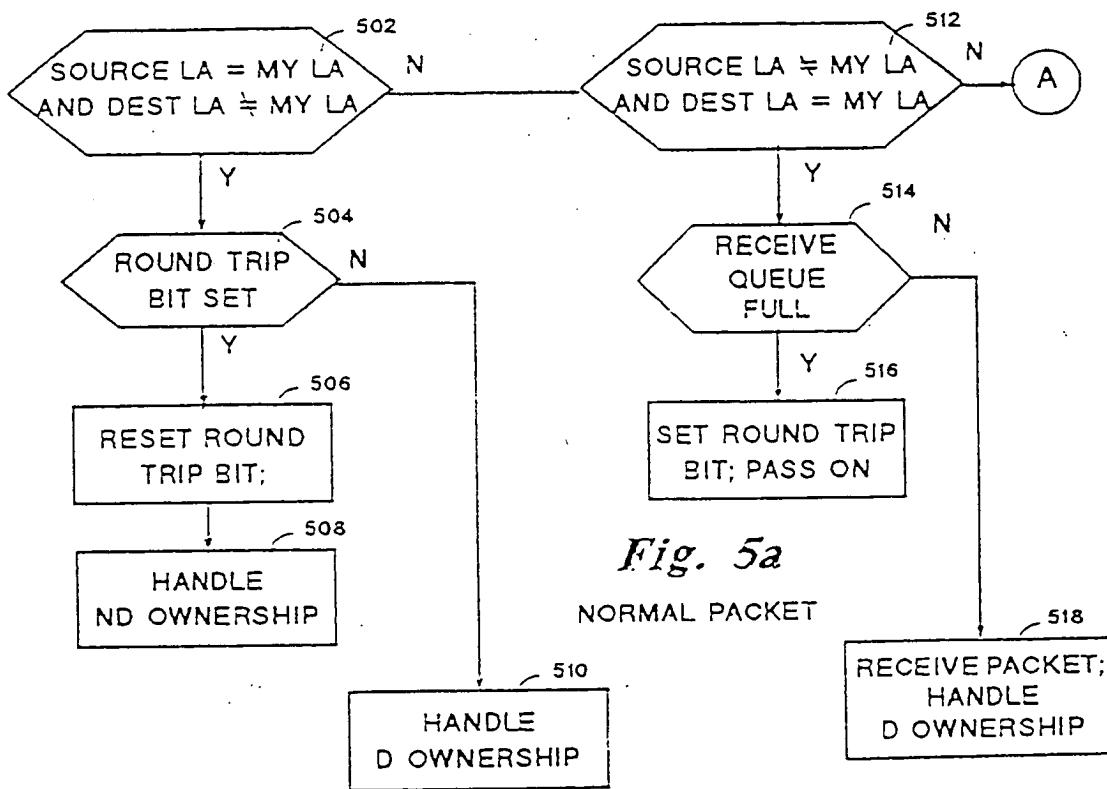 502
SOURCE LA = MY LA
AND DEST LA ≒ MY LA
N
Y
512
SOURCE LA ≒ MY LA
AND DEST LA = MY LA
N
A
Y
504
ROUND TRIP
BIT SET
N
Y
514
RECEIVE
QUEUE
FULL
N
Y
506
RESET ROUND
TRIP BIT;
516
SET ROUND TRIP
BIT; PASS ON
508
HANDLE
ND OWNERSHIP
Fig. 5a
NORMAL PACKET
510
HANDLE
D OWNERSHIP
518
RECEIVE PACKET;
HANDLE
D OWNERSHIP